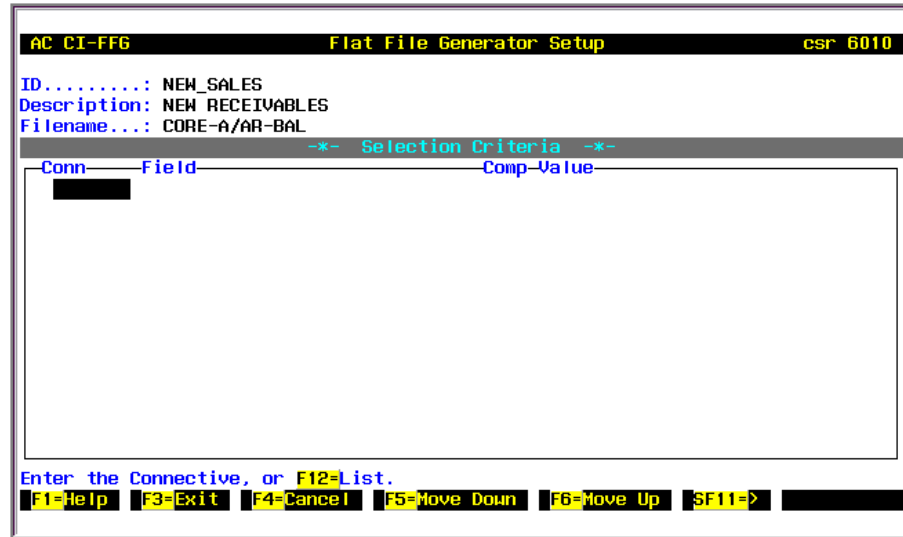 AC CI-FFG Flat File Generator Setup csr 6010
ID.........: NEW_SALES
Description: NEW RECEIVABLES
Filename...: CORE-A/AR-BAL
-*- Selection Criteria -*-
Conn Field Comp Value
Enter the Connective, or F12=List.
F1=Help F3=Exit F4=Cancel F5=Move Down F6=Move Up SF11=>